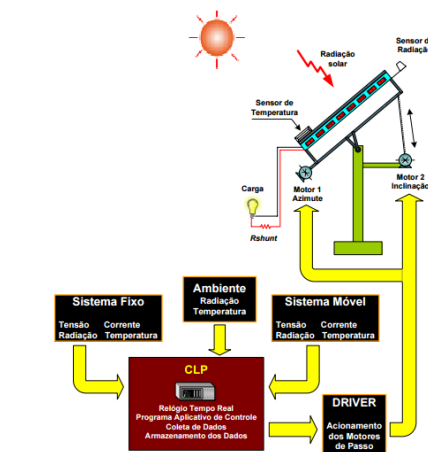 Sensor de
Radiação
Radiação
solar
Sensor de
Temperatura
Carga
Motor 1
Azimute
Motor 2
Inclinação
Rshunt
Ambiente
Radiação
Temperatura
Sistema Fixo
Tensão Corrente
Radiação Temperatura
Sistema Móvel
Tensão Corrente
Radiação Temperatura
CLP
Relógio Tempo Real
Programa Aplicativo de Controle
Coleta de Dados
Armazenamento dos Dados
DRIVER
Acionamento
dos Motores
de Passo